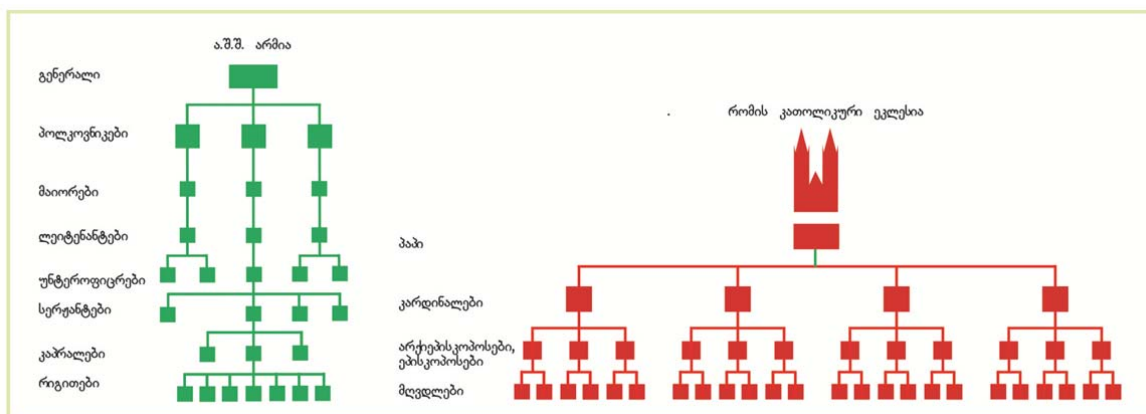 ა.შ.შ. არმია
გენერალი
პოლკოვნიკები
მაიორები
ლეიტენანტები
უნტეროფიცრები
სერჟანტები
კაპრალები
რიგითები
რომის კათოლიკური ეკლესია
პაპი
კარდინალები
არქიეპისკოპოსები,
ეპისკოპოსები
მღვდლები